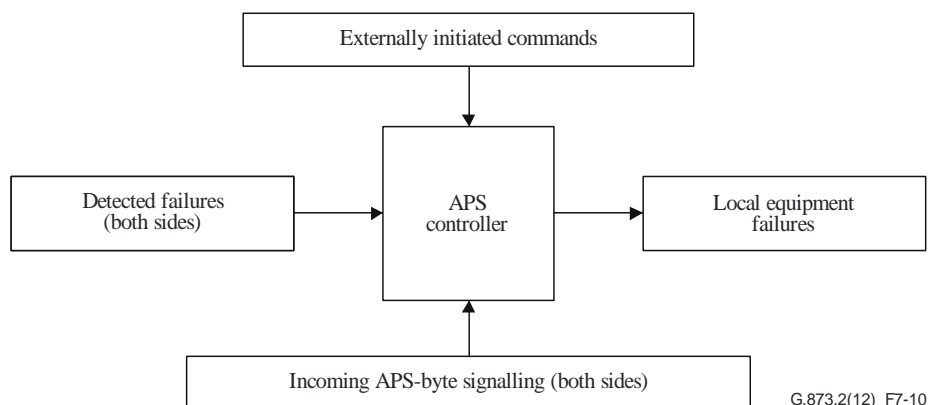 Externally initiated commands
Detected failures
(both sides)
APS
controller
Local equipment
failures
Incoming APS-byte signalling (both sides)
G.873.2(12)_F7-10